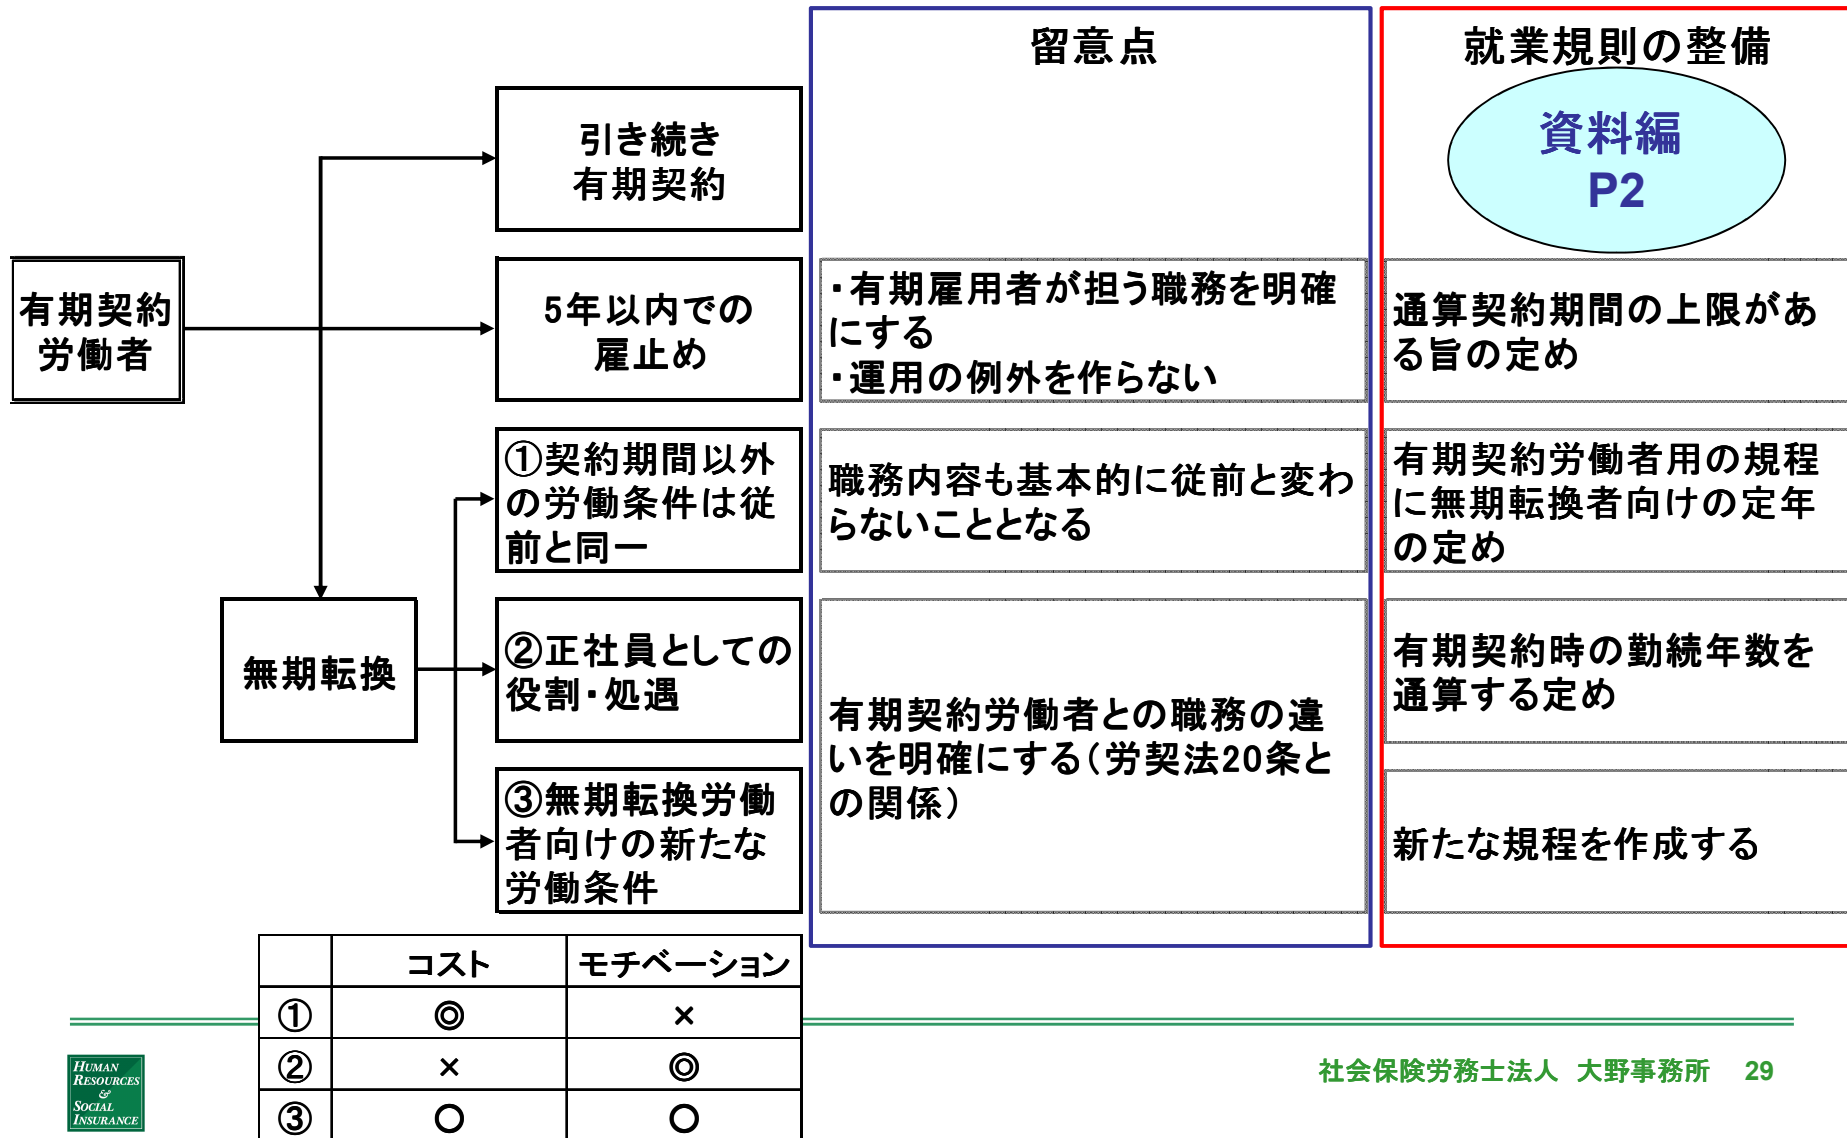 留意点
就業規則の整備
資料編
P2
引き続き
有期契約
有期契約
労働者
5年以内での
雇止め
・有期雇用者が担う職務を明確
にする
・運用の例外を作らない
通算契約期間の上限があ
る旨の定め
①契約期間以外
の労働条件は従
前と同一
職務内容も基本的に従前と変わ
らないこととなる
有期契約労働者用の規程
に無期転換者向けの定年
の定め
無期転換
②正社員としての
役割・処遇
有期契約労働者との職務の違
いを明確にする（労契法20条と
の関係）
有期契約時の勤続年数を
通算する定め
③無期転換労働
者向けの新たな
労働条件
新たな規程を作成する
コスト モチベーション
① ◎ ×
② × ◎
③ ○ ○
HUMAN
RESOURCES
&
SOCIAL
INSURANCE
社会保険労務士法人 大野事務所 29